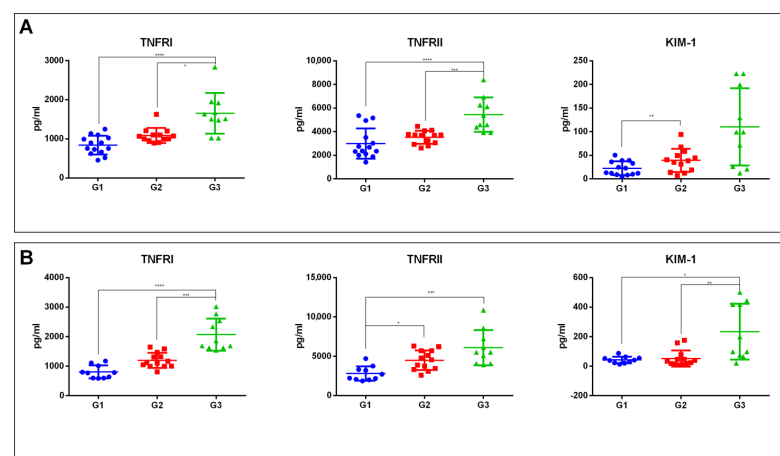 A
TNFRI
TNFRII
KIM-1
pg/ml
3000
2000
1000
0
****
*
G1
G2
G3
pg/ml
10,000
8000
6000
4000
2000
0
****
***
G1
G2
G3
pg/ml
250
200
150
100
50
0
**
G1
G2
G3
B
TNFRI
TNFRII
KIM-1
pg/ml
4000
3000
2000
1000
0
****
***
G1
G2
G3
pg/ml
15,000
10,000
5000
0
***
*
G1
G2
G3
pg/ml
600
400
200
0
-200
*
**
G1
G2
G3